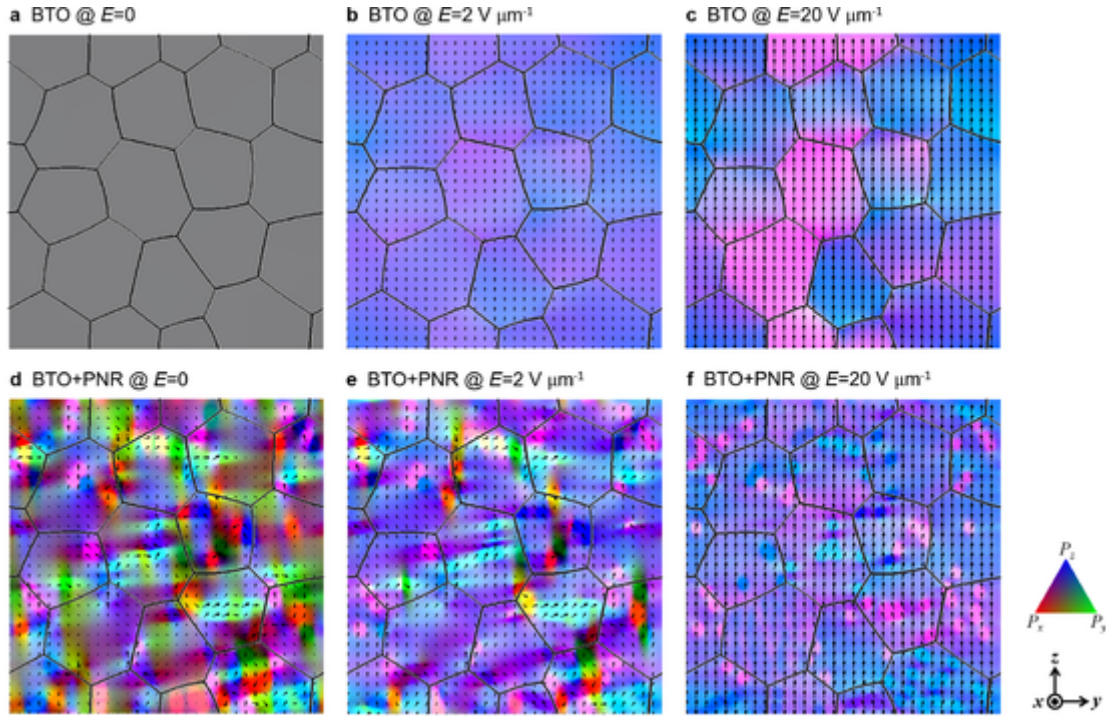 a BTO @ E=0
b BTO @ E=2 V μm⁻¹
c BTO @ E=20 V μm⁻¹
d BTO+PNR @ E=0
e BTO+PNR @ E=2 V μm⁻¹
f BTO+PNR @ E=20 V μm⁻¹
Pz
Px Py
z
x y